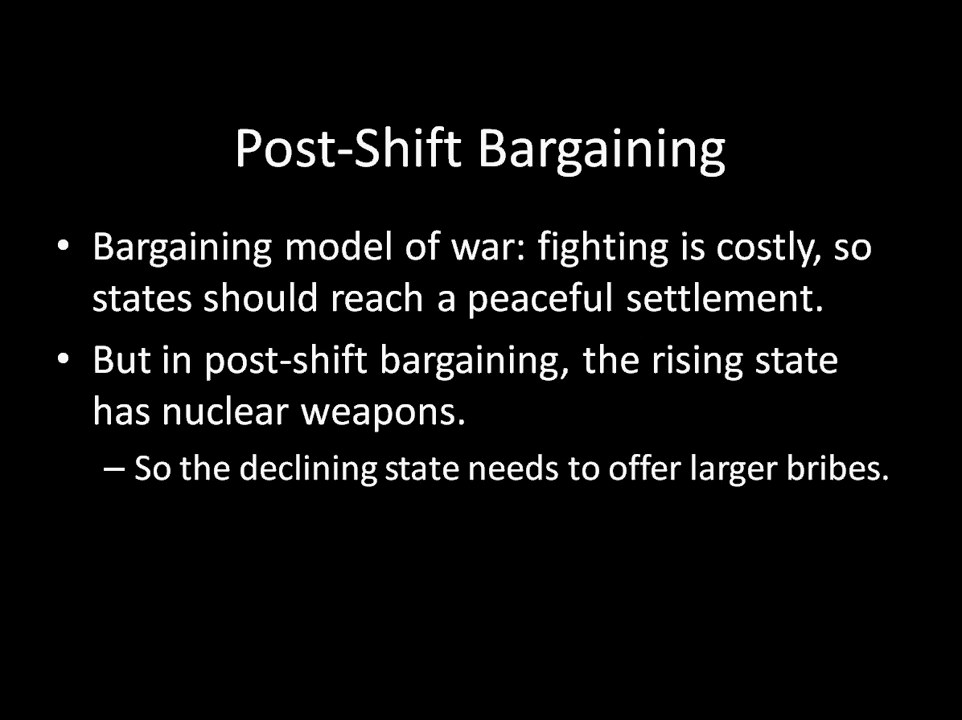 Post-Shift Bargaining
• Bargaining model of war: fighting is costly, so
states should reach a peaceful settlement.
• But in post-shift bargaining, the rising state
has nuclear weapons.
– So the declining state needs to offer larger bribes.